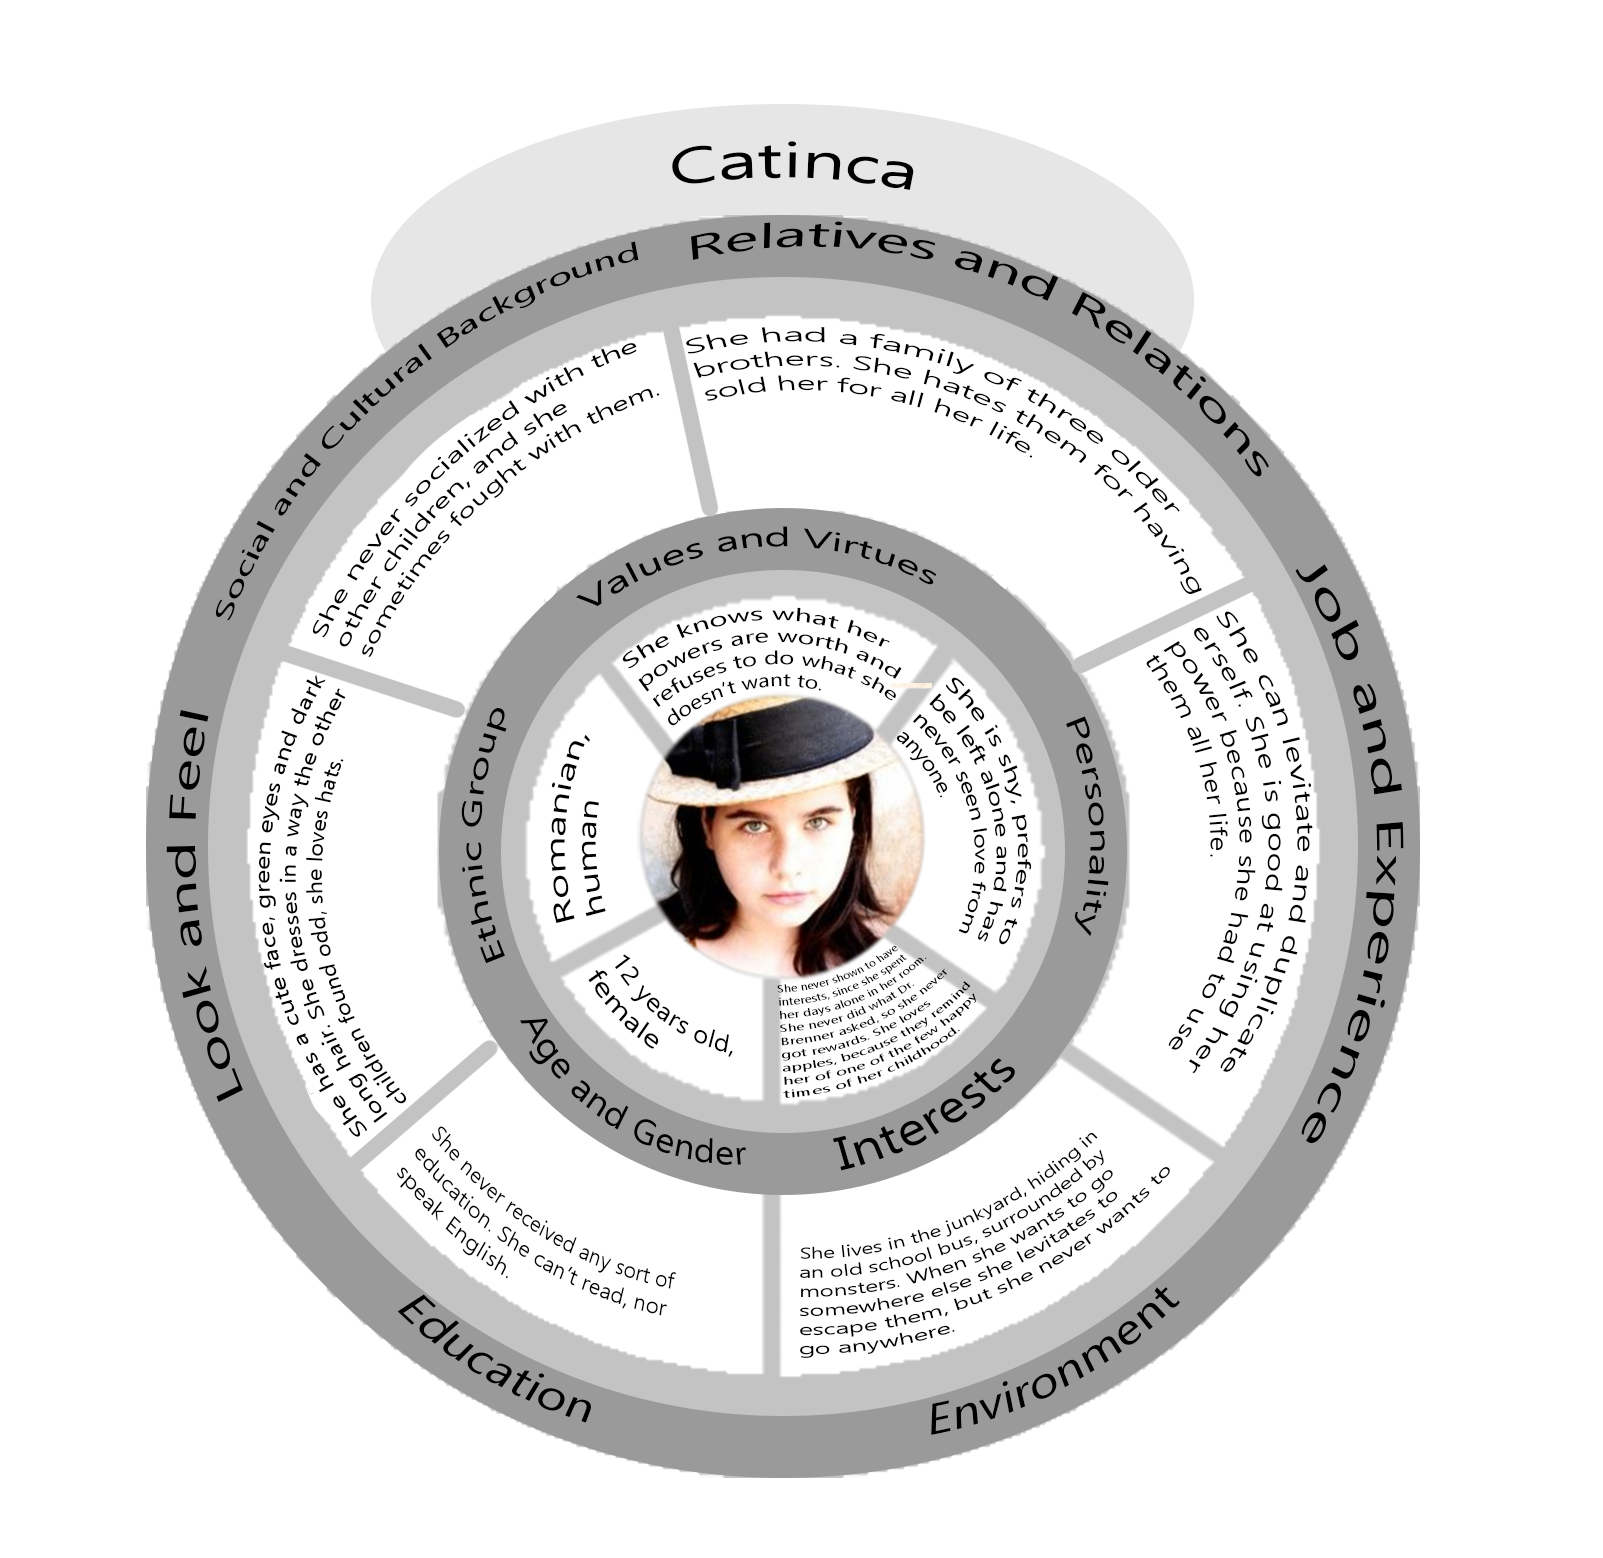 Catinca
Relatives and Relations
She had a family of three older
brothers. She hates them for having
sold her for all her life.
Job and Experience
She can levitate and duplicate
erself. She is good at using her
power because she had to use
them all her life.
Environment
She lives in the junkyard, hiding in
an old school bus, surrounded by
monsters. When she wants to go
somewhere else she levitates to
escape them, but she never wants to
go anywhere.
Education
She never received any sort of
education. She can't read, nor
speak English.
Look and Feel
She has a cute face, green eyes and dark
long hair. She dresses in a way the other
children found odd, she loves hats.
Social and Cultural Background
She never socialized with the
other children, and she
sometimes fought with them.
Values and Virtues
She knows what her
powers are worth and
refuses to do what she
doesn't want to.
Personality
She is shy, prefers to
be left alone and has
never seen love from
anyone.
Interests
She never shown to have
interests, since she spent
her days alone in her room.
She never did what Dr.
Brenner asked, so she never
got rewards. She loves
apples, because they remind
her of one of the few happy
times of her childhood.
Age and Gender
12 years old,
female
Ethnic Group
Romanian,
human